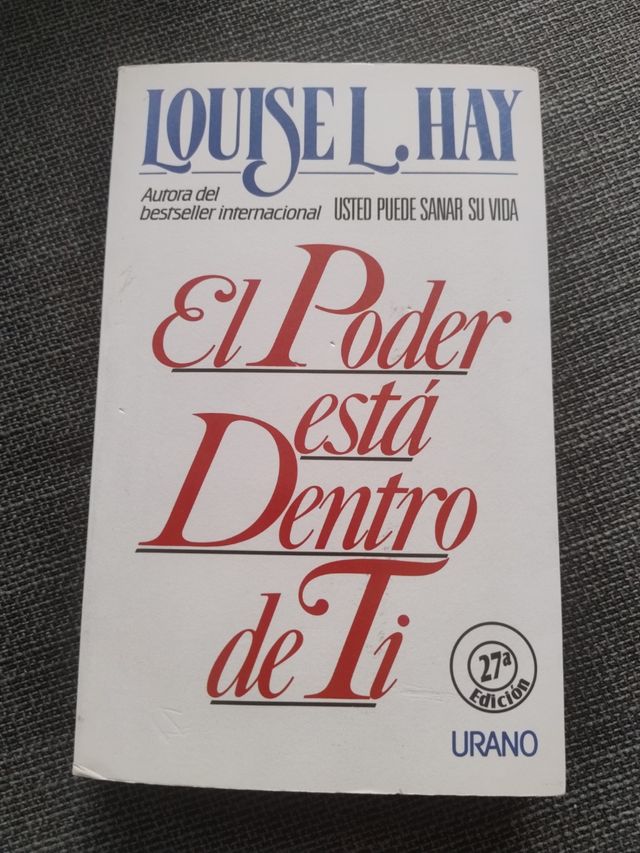 LOUISE L. HAY
Autora del
bestseller internacional USTED PUEDE SANAR SU VIDA
El Poder
está
Dentro
de Ti
27ª
Edición
URANO